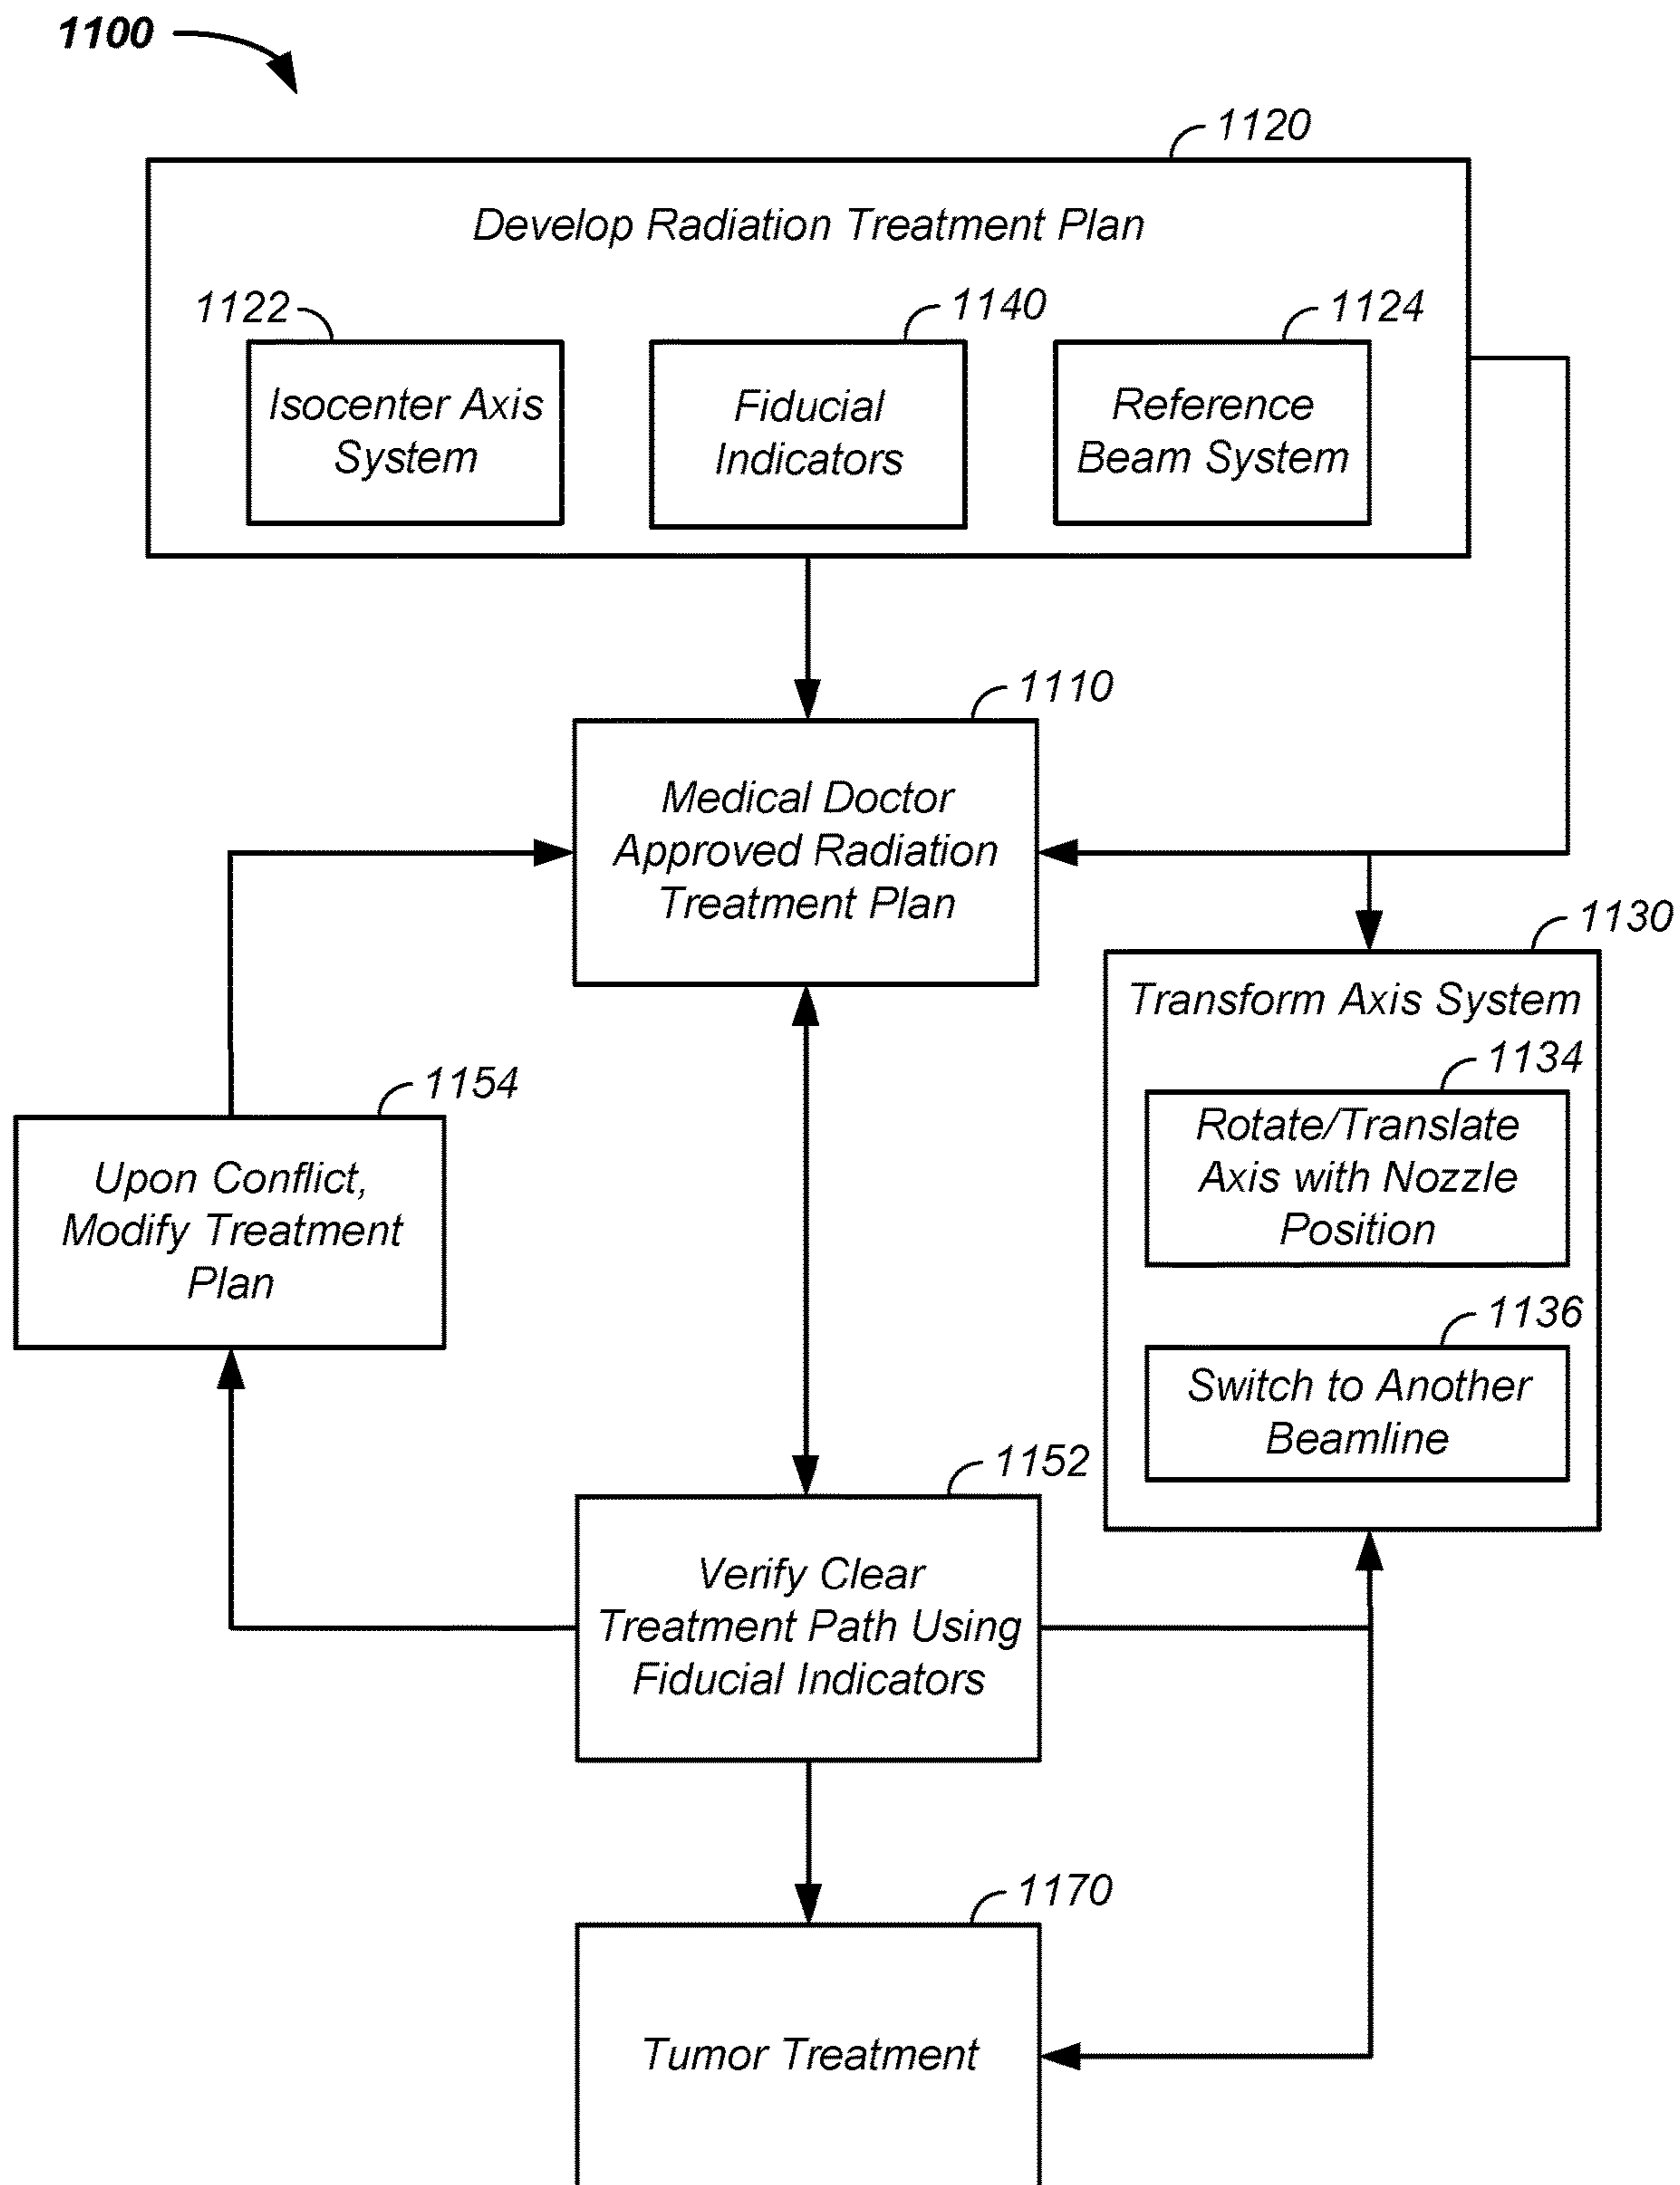 1100
1120
Develop Radiation Treatment Plan
1122
1140
1124
Isocenter Axis
System
Fiducial
Indicators
Reference
Beam System
1110
Medical Doctor
Approved Radiation
Treatment Plan
1130
Transform Axis System
1134
Rotate/Translate
Axis with Nozzle
Position
1154
Upon Conflict,
Modify Treatment
Plan
1136
Switch to Another
Beamline
1152
Verify Clear
Treatment Path Using
Fiducial Indicators
1170
Tumor Treatment